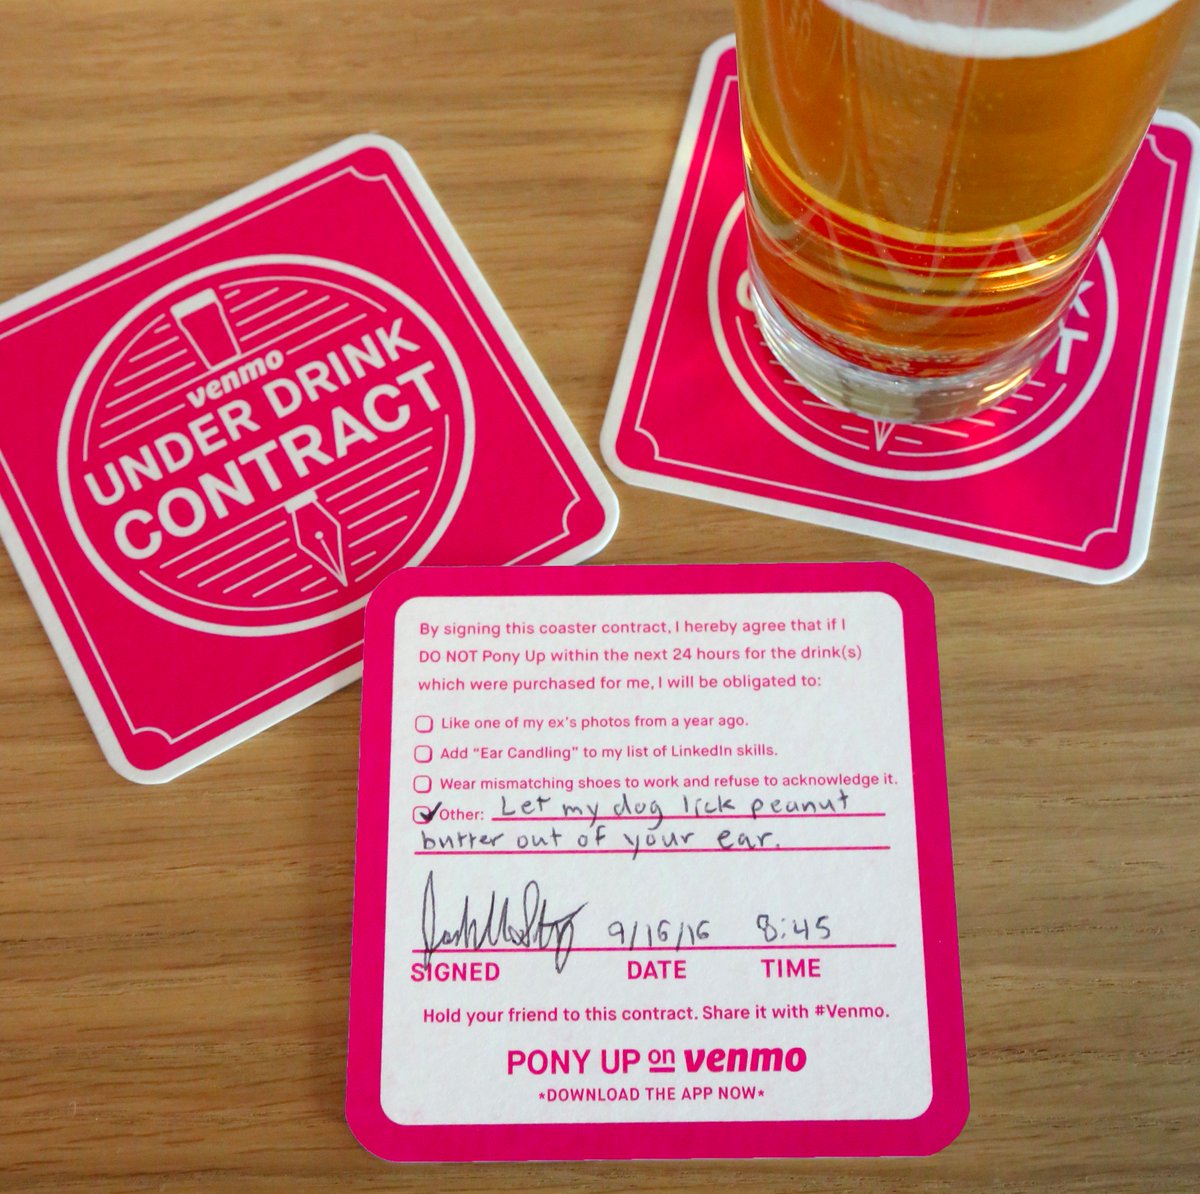 venmo
UNDER DRINK
CONTRACT
By signing this coaster contract, I hereby agree that if I
DO NOT Pony Up within the next 24 hours for the drink(s)
which were purchased for me, I will be obligated to:
Like one of my ex's photos from a year ago.
Add "Ear Candling" to my list of LinkedIn skills.
Wear mismatching shoes to work and refuse to acknowledge it.
Other: Let my dog lick peanut
butter out of your ear.
9/16/16 8:45
SIGNED DATE TIME
Hold your friend to this contract. Share it with #Venmo.
PONY UP on venmo
*DOWNLOAD THE APP NOW*